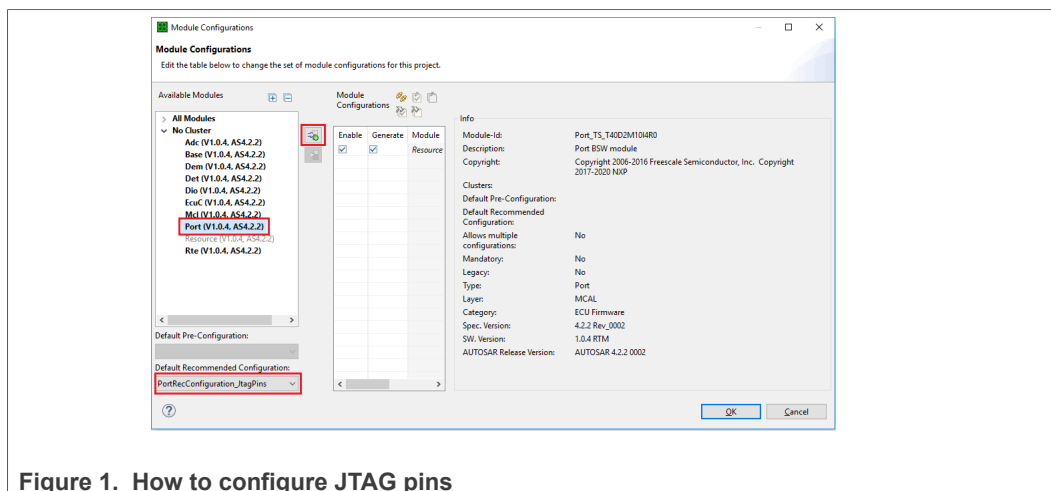 Module Configurations
Module Configurations
Edit the table below to change the set of module configurations for this project.
Available Modules
All Modules
No Cluster
Adc (V1.0.4, AS4.2.2)
Base (V1.0.4, AS4.2.2)
Dem (V1.0.4, AS4.2.2)
Det (V1.0.4, AS4.2.2)
Dio (V1.0.4, AS4.2.2)
EcuC (V1.0.4, AS4.2.2)
Mcl (V1.0.4, AS4.2.2)
Port (V1.0.4, AS4.2.2)
Resource (V1.0.4, AS4.2.2)
Rte (V1.0.4, AS4.2.2)
Default Pre-Configuration:
Default Recommended Configuration:
PortRecConfiguration_JtagPins
Module
Configurations
Enable Generate Module
Resource
Info
Module-Id: Port_TS_T40D2M10I4R0
Description: Port BSW module
Copyright: Copyright 2006-2016 Freescale Semiconductor, Inc. Copyright
2017-2020 NXP
Clusters:
Default Pre-Configuration:
Default Recommended
Configuration:
Allows multiple No
configurations:
Mandatory: No
Legacy: No
Type: Port
Layer: MCAL
Category: ECU Firmware
Spec. Version: 4.2.2 Rev_0002
SW. Version: 1.0.4 RTM
AUTOSAR Release Version: AUTOSAR 4.2.2 0002
?
OK Cancel
Figure 1. How to configure JTAG pins